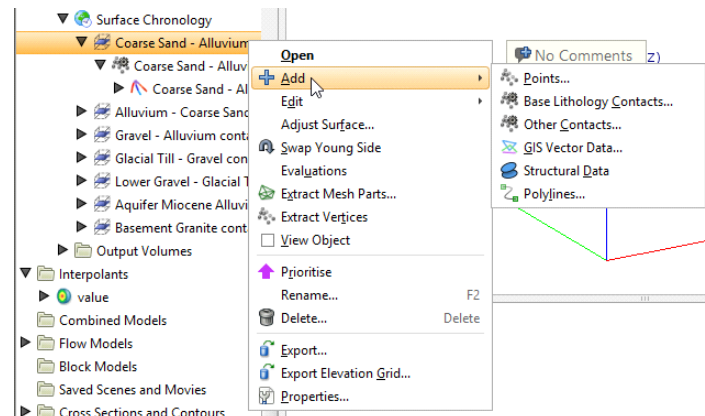 Surface Chronology
Coarse Sand - Alluvium
Coarse Sand - Alluv
Coarse Sand - Al
Alluvium - Coarse Sand
Gravel - Alluvium conta
Glacial Till - Gravel con
Lower Gravel - Glacial T
Aquifer Miocene Alluvi
Basement Granite cont
Output Volumes
Interpolants
value
Combined Models
Flow Models
Block Models
Saved Scenes and Movies
Cross Sections and Contours
Open
Add
Edit
Adjust Surface...
Swap Young Side
Evaluations
Extract Mesh Parts...
Extract Vertices
View Object
Prioritise
Rename... F2
Delete... Delete
Export...
Export Elevation Grid...
Properties...
No Comments z)
Points...
Base Lithology Contacts...
Other Contacts...
GIS Vector Data...
Structural Data
Polylines...